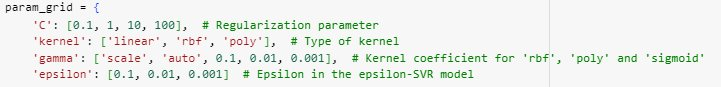 param_grid = {
    'C': [0.1, 1, 10, 100],  # Regularization parameter
    'kernel': ['linear', 'rbf', 'poly'],  # Type of kernel
    'gamma': ['scale', 'auto', 0.1, 0.01, 0.001],  # Kernel coefficient for 'rbf', 'poly' and 'sigmoid'
    'epsilon': [0.1, 0.01, 0.001]  # Epsilon in the epsilon-SVR model